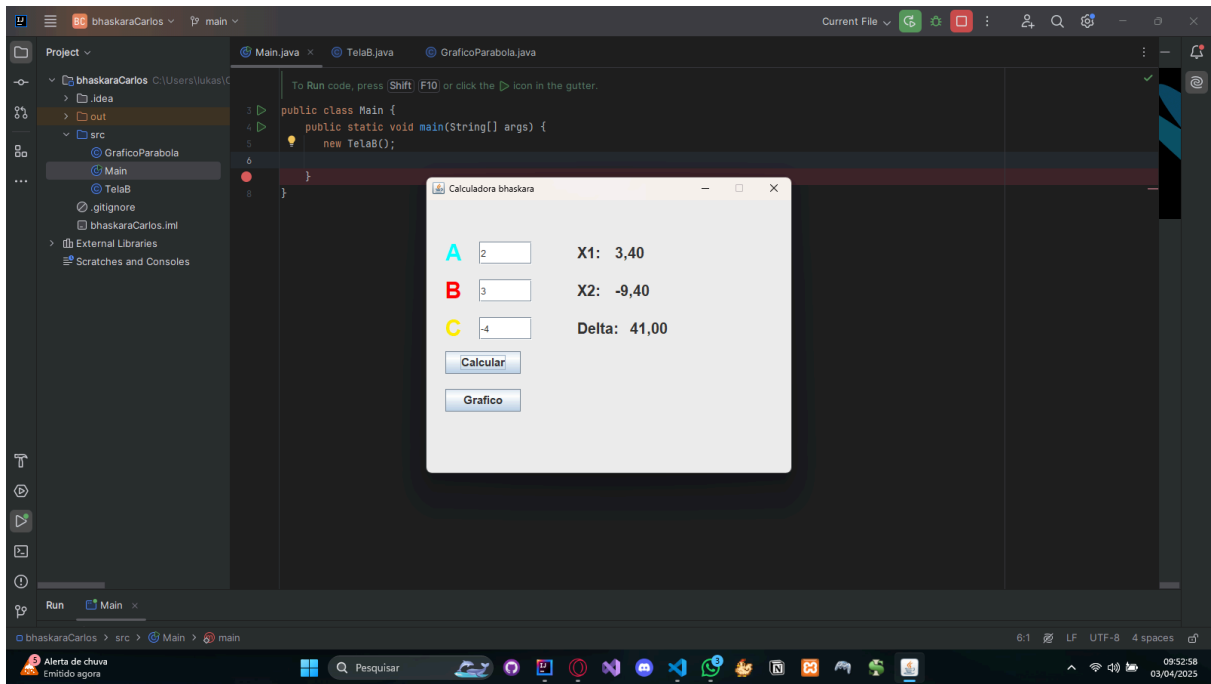 BC bhaskaraCarlos main Current File
Project
Main.java TelaB.java GraficoParabola.java
bhaskaraCarlos C:\Users\lukas\C
.idea
out
src
GraficoParabola
Main
TelaB
.gitignore
bhaskaraCarlos.iml
External Libraries
Scratches and Consoles
To Run code, press Shift F10 or click the icon in the gutter.
3 public class Main {
4 public static void main(String[] args) {
5 new TelaB();
6
}
8 }
Calculadora bhaskara
A 2 X1: 3,40
B 3 X2: -9,40
C -4 Delta: 41,00
Calcular
Grafico
Run Main
bhaskaraCarlos > src > Main > main 6:1 LF UTF-8 4 spaces
5 Alerta de chuva
Emitido agora
Pesquisar
3
09:52:58
03/04/2025